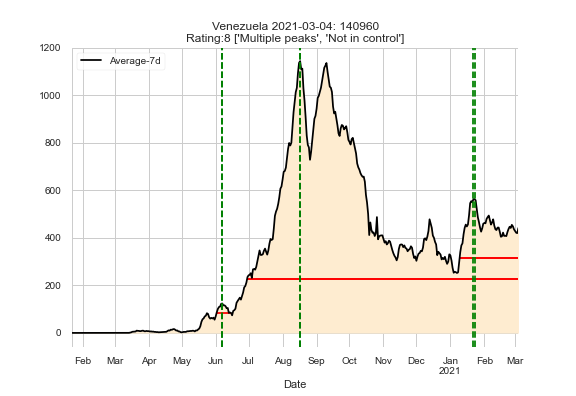 Venezuela 2021-03-04: 140960
Rating:8 ['Multiple peaks', 'Not in control']
1200
Average-7d
1000
800
600
400
200
0
Feb Mar Apr May Jun Jul Aug Sep Oct Nov Dec Jan Feb Mar
2021
Date